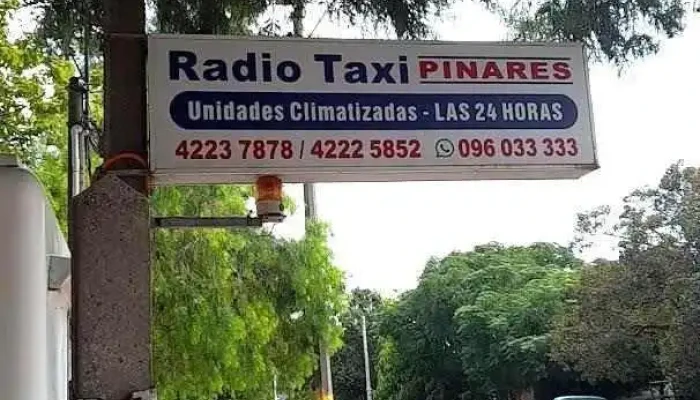 Radio Taxi PINARES
Unidades Climatizadas - LAS 24 HORAS
4223 7878 / 4222 5852 096 033 333